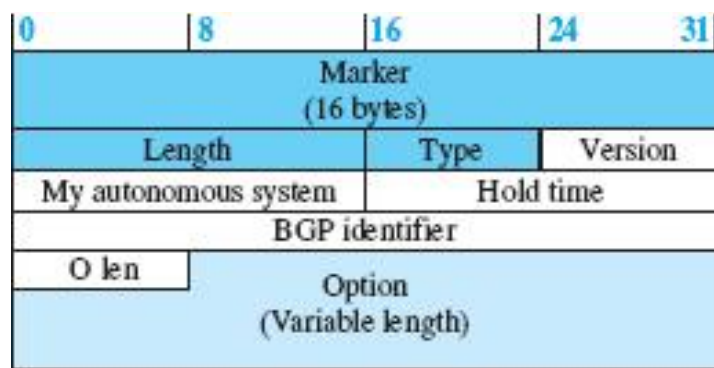 0 8 16 24 31
Marker
(16 bytes)
Length Type Version
My autonomous system Hold time
BGP identifier
O len
Option
(Variable length)